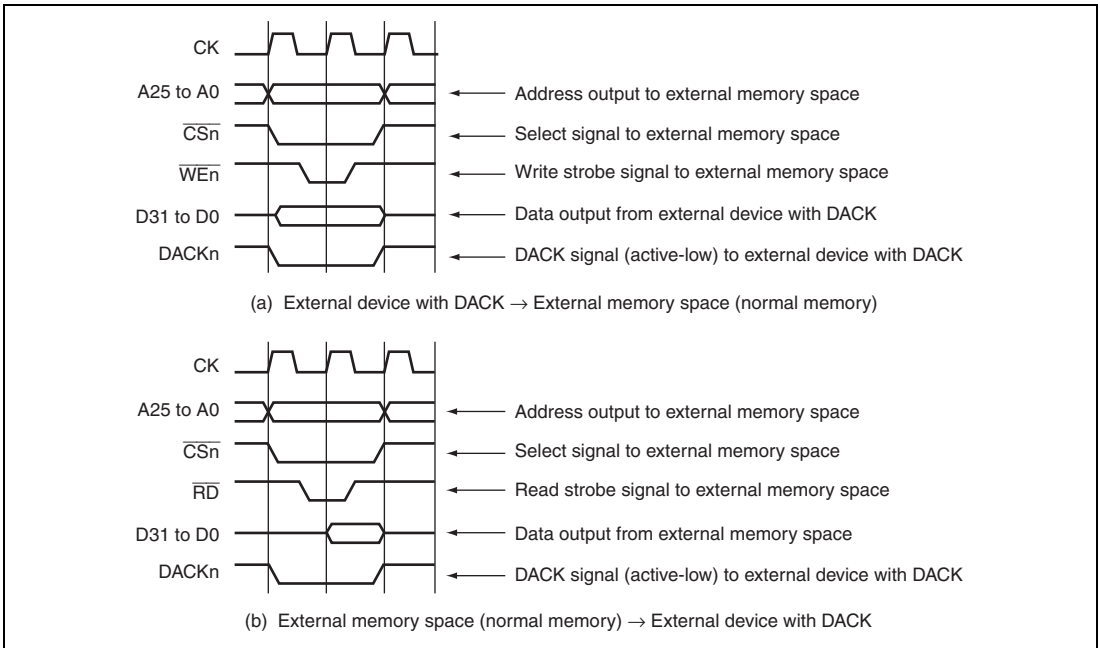 CK
A25 to A0 Address output to external memory space
CSn Select signal to external memory space
WEn Write strobe signal to external memory space
D31 to D0 Data output from external device with DACK
DACKn DACK signal (active-low) to external device with DACK
(a) External device with DACK → External memory space (normal memory)
CK
A25 to A0 Address output to external memory space
CSn Select signal to external memory space
RD Read strobe signal to external memory space
D31 to D0 Data output from external memory space
DACKn DACK signal (active-low) to external device with DACK
(b) External memory space (normal memory) → External device with DACK